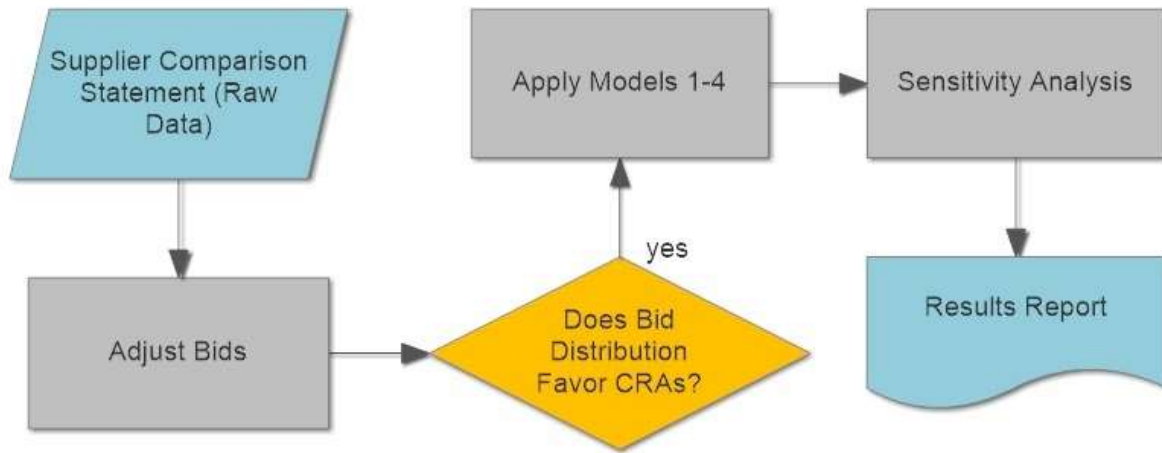 Supplier Comparison
Statement (Raw
Data)
Apply Models 1-4
Sensitivity Analysis
yes
Adjust Bids
Does Bid
Distribution
Favor CRAs?
Results Report